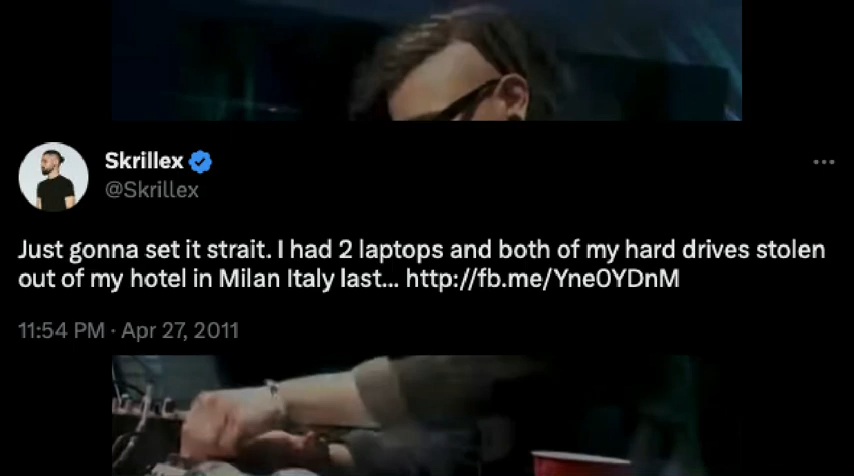 Skrillex
@Skrillex
Just gonna set it strait. I had 2 laptops and both of my hard drives stolen
out of my hotel in Milan Italy last... http://fb.me/Yne0YDnM
11:54 PM · Apr 27, 2011